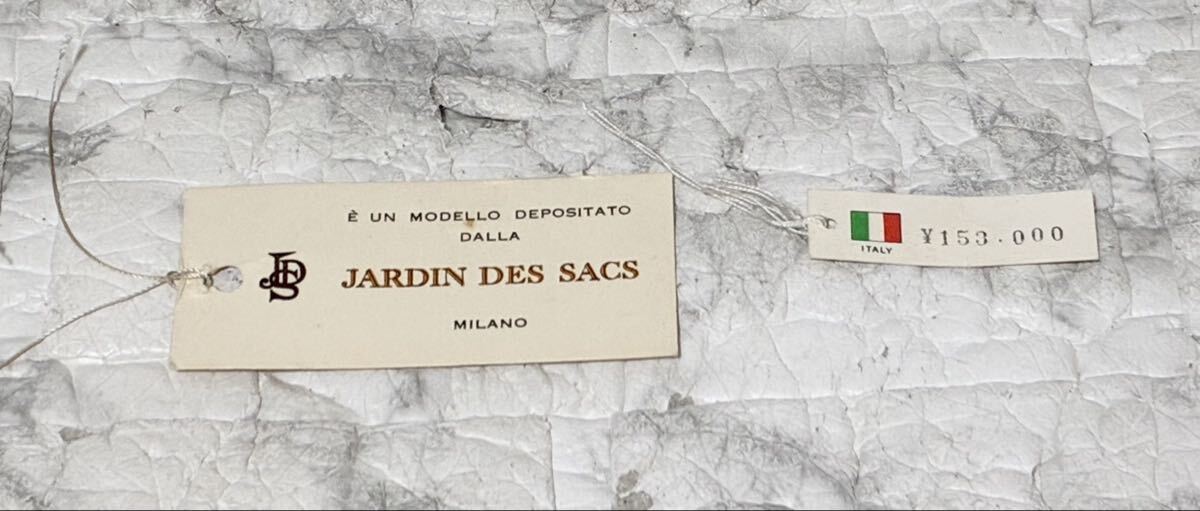 È UN MODELLO DEPOSITATO
DALLA
JDS
JARDIN DES SACS
MILANO
ITALY
¥153.000